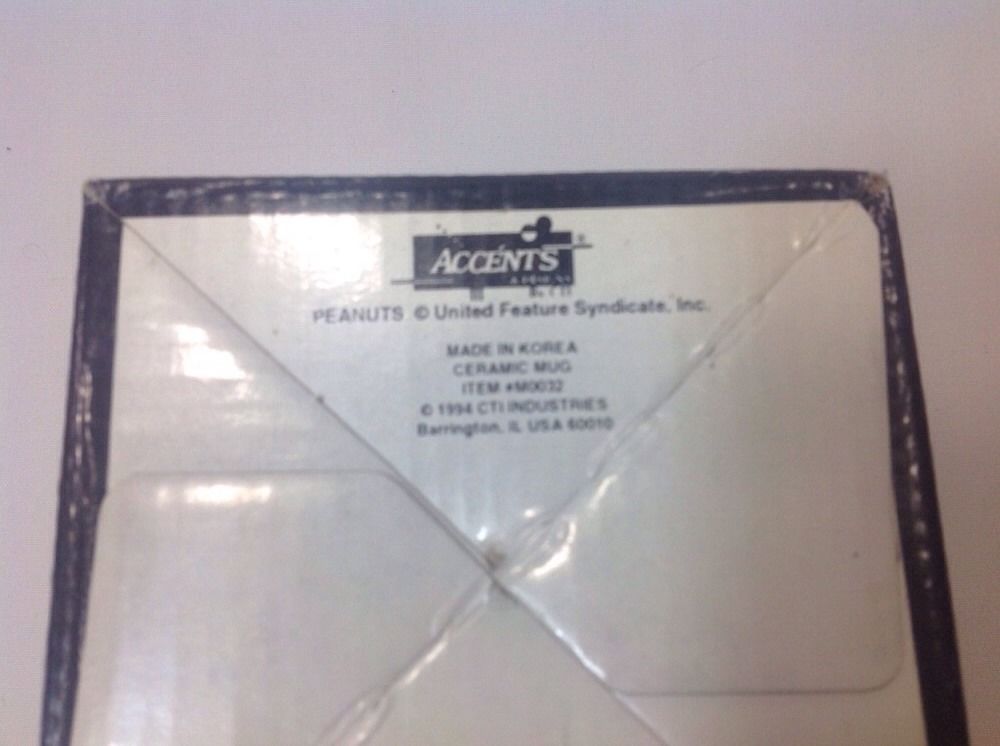 ACCENTS
PEANUTS © United Feature Syndicate, Inc.
MADE IN KOREA
CERAMIC MUG
ITEM #M0032
© 1994 CTI INDUSTRIES
Barrington, IL USA 60010